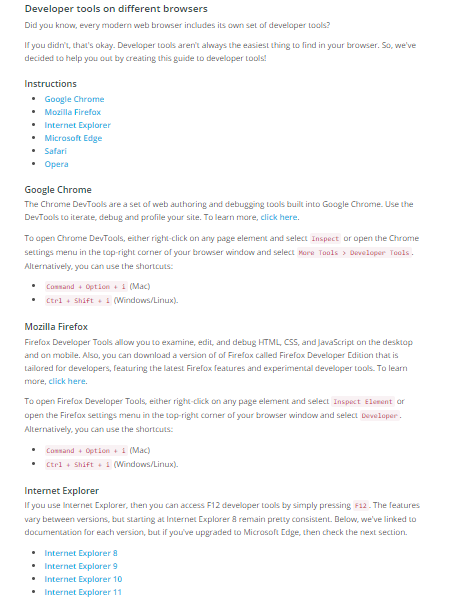 Developer tools on different browsers
Did you know, every modern web browser includes its own set of developer tools?
If you didn't, that's okay. Developer tools aren't always the easiest thing to find in your browser. So, we've
decided to help you out by creating this guide to developer tools!
Instructions
Google Chrome
Mozilla Firefox
Internet Explorer
Microsoft Edge
Safari
Opera
Google Chrome
The Chrome DevTools are a set of web authoring and debugging tools built into Google Chrome. Use the
DevTools to iterate, debug and profile your site. To learn more, click here.
To open Chrome DevTools, either right-click on any page element and select Inspect or open the Chrome
settings menu in the top-right corner of your browser window and select More Tools > Developer Tools.
Alternatively, you can use the shortcuts:
Command + Option + i (Mac)
Ctrl + Shift + i (Windows/Linux).
Mozilla Firefox
Firefox Developer Tools allow you to examine, edit, and debug HTML, CSS, and JavaScript on the desktop
and on mobile. Also, you can download a version of of Firefox called Firefox Developer Edition that is
tailored for developers, featuring the latest Firefox features and experimental developer tools. To learn
more, click here.
To open Firefox Developer Tools, either right-click on any page element and select Inspect Element or
open the Firefox settings menu in the top-right corner of your browser window and select Developer.
Alternatively, you can use the shortcuts:
Command + Option + i (Mac)
Ctrl + Shift + i (Windows/Linux).
Internet Explorer
If you use Internet Explorer, then you can access F12 developer tools by simply pressing F12. The features
vary between versions, but starting at Internet Explorer 8 remain pretty consistent. Below, we've linked to
documentation for each version, but if you've upgraded to Microsoft Edge, then check the next section.
Internet Explorer 8
Internet Explorer 9
Internet Explorer 10
Internet Explorer 11